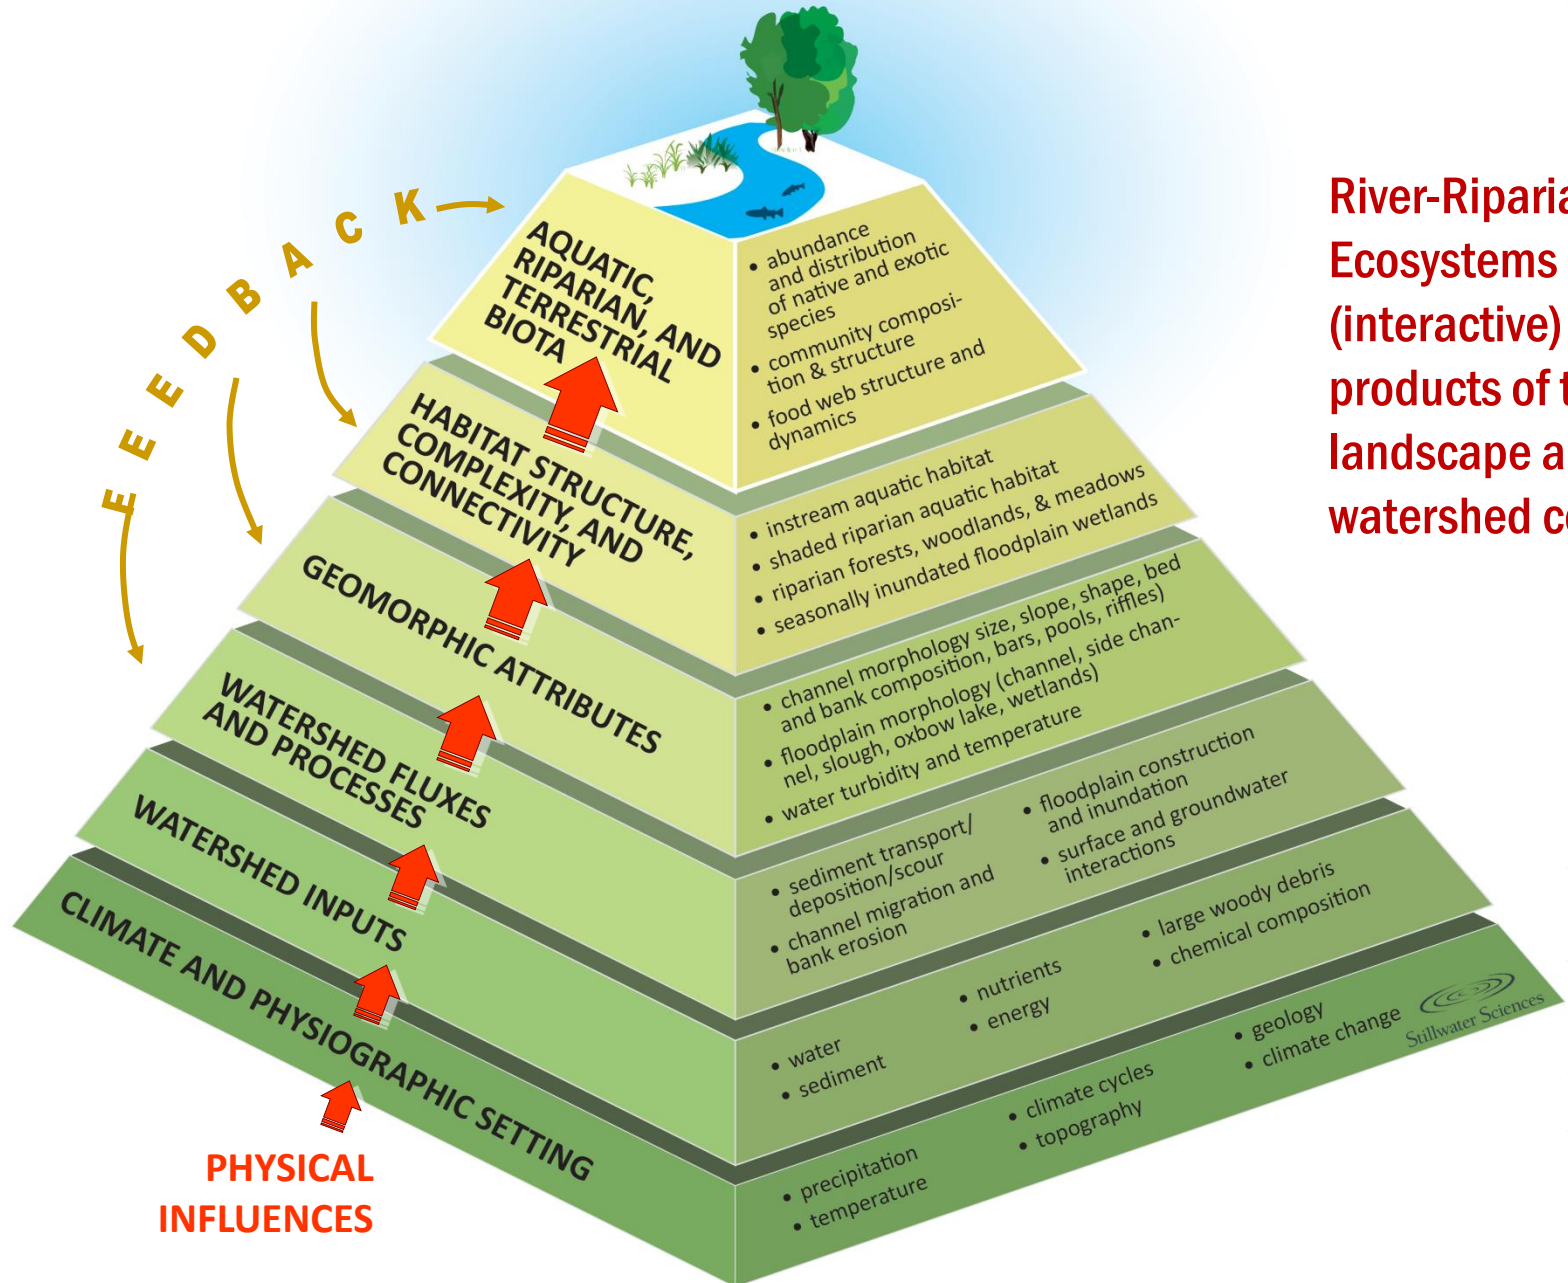 F E E D B A C K
AQUATIC,
RIPARIAN, AND
TERRESTRIAL
BIOTA
• abundance
and distribution
of native and exotic
species
• community composi-
tion & structure
• food web structure and
dynamics
HABITAT STRUCTURE,
COMPLEXITY, AND
CONNECTIVITY
• instream aquatic habitat
• shaded riparian aquatic habitat
• riparian forests, woodlands, & meadows
• seasonally inundated floodplain wetlands
GEOMORPHIC ATTRIBUTES
• channel morphology size, slope, shape, bed
and bank composition, bars, pools, riffles)
• floodplain morphology (channel, side chan-
nel, slough, oxbow lake, wetlands)
• water turbidity and temperature
WATERSHED FLUXES
AND PROCESSES
• sediment transport/
deposition/scour
• channel migration and
bank erosion
• floodplain construction
and inundation
• surface and groundwater
interactions
WATERSHED INPUTS
• water
• sediment
• nutrients
• energy
• large woody debris
• chemical composition
CLIMATE AND PHYSIOGRAPHIC SETTING
• precipitation
• temperature
• climate cycles
• topography
• geology
• climate change
Stillwater Sciences
PHYSICAL
INFLUENCES
River-Riparia
Ecosystems
(interactive)
products of t
landscape a
watershed c